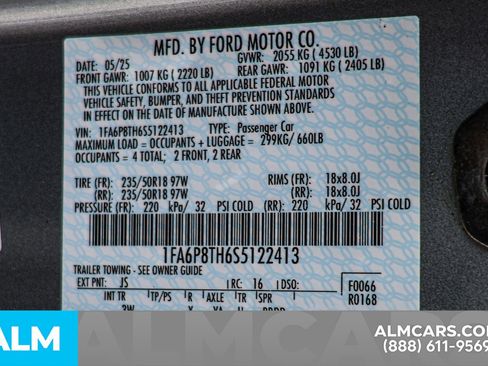 MFD. BY FORD MOTOR CO.
DATE: 05/25 GVWR: 2055 KG ( 4530 LB)
FRONT GAWR: 1007 KG ( 2220 LB) REAR GAWR: 1091 KG ( 2405 LB)
THIS VEHICLE CONFORMS TO ALL APPLICABLE FEDERAL MOTOR
VEHICLE SAFETY, BUMPER, AND THEFT PREVENTION STANDARDS
IN EFFECT ON THE DATE OF MANUFACTURE SHOWN ABOVE.
VIN: 1FA6P8TH6S5122413 TYPE: Passenger Car
MAXIMUM LOAD = OCCUPANTS + LUGGAGE = 299KG/ 660LB
OCCUPANTS = 4 TOTAL; 2 FRONT, 2 REAR
TIRE (FR): 235/50R18 97W RIMS (FR): 18x8.0J
(RR): 235/50R18 97W (RR): 18x8.0J
PRESSURE (FR): 220 kPa/ 32 PSI COLD (RR): 220 kPa/ 32 PSI COLD
1FA6P8TH6S5122413
TRAILER TOWING - SEE OWNER GUIDE
EXT PNT: JS RC: 16 DSO: F0066
INT TR TP/PS R AXLE TR SPR R0168
ALM
ALMCARS
ALMCARS.COM
(888) 611-9569